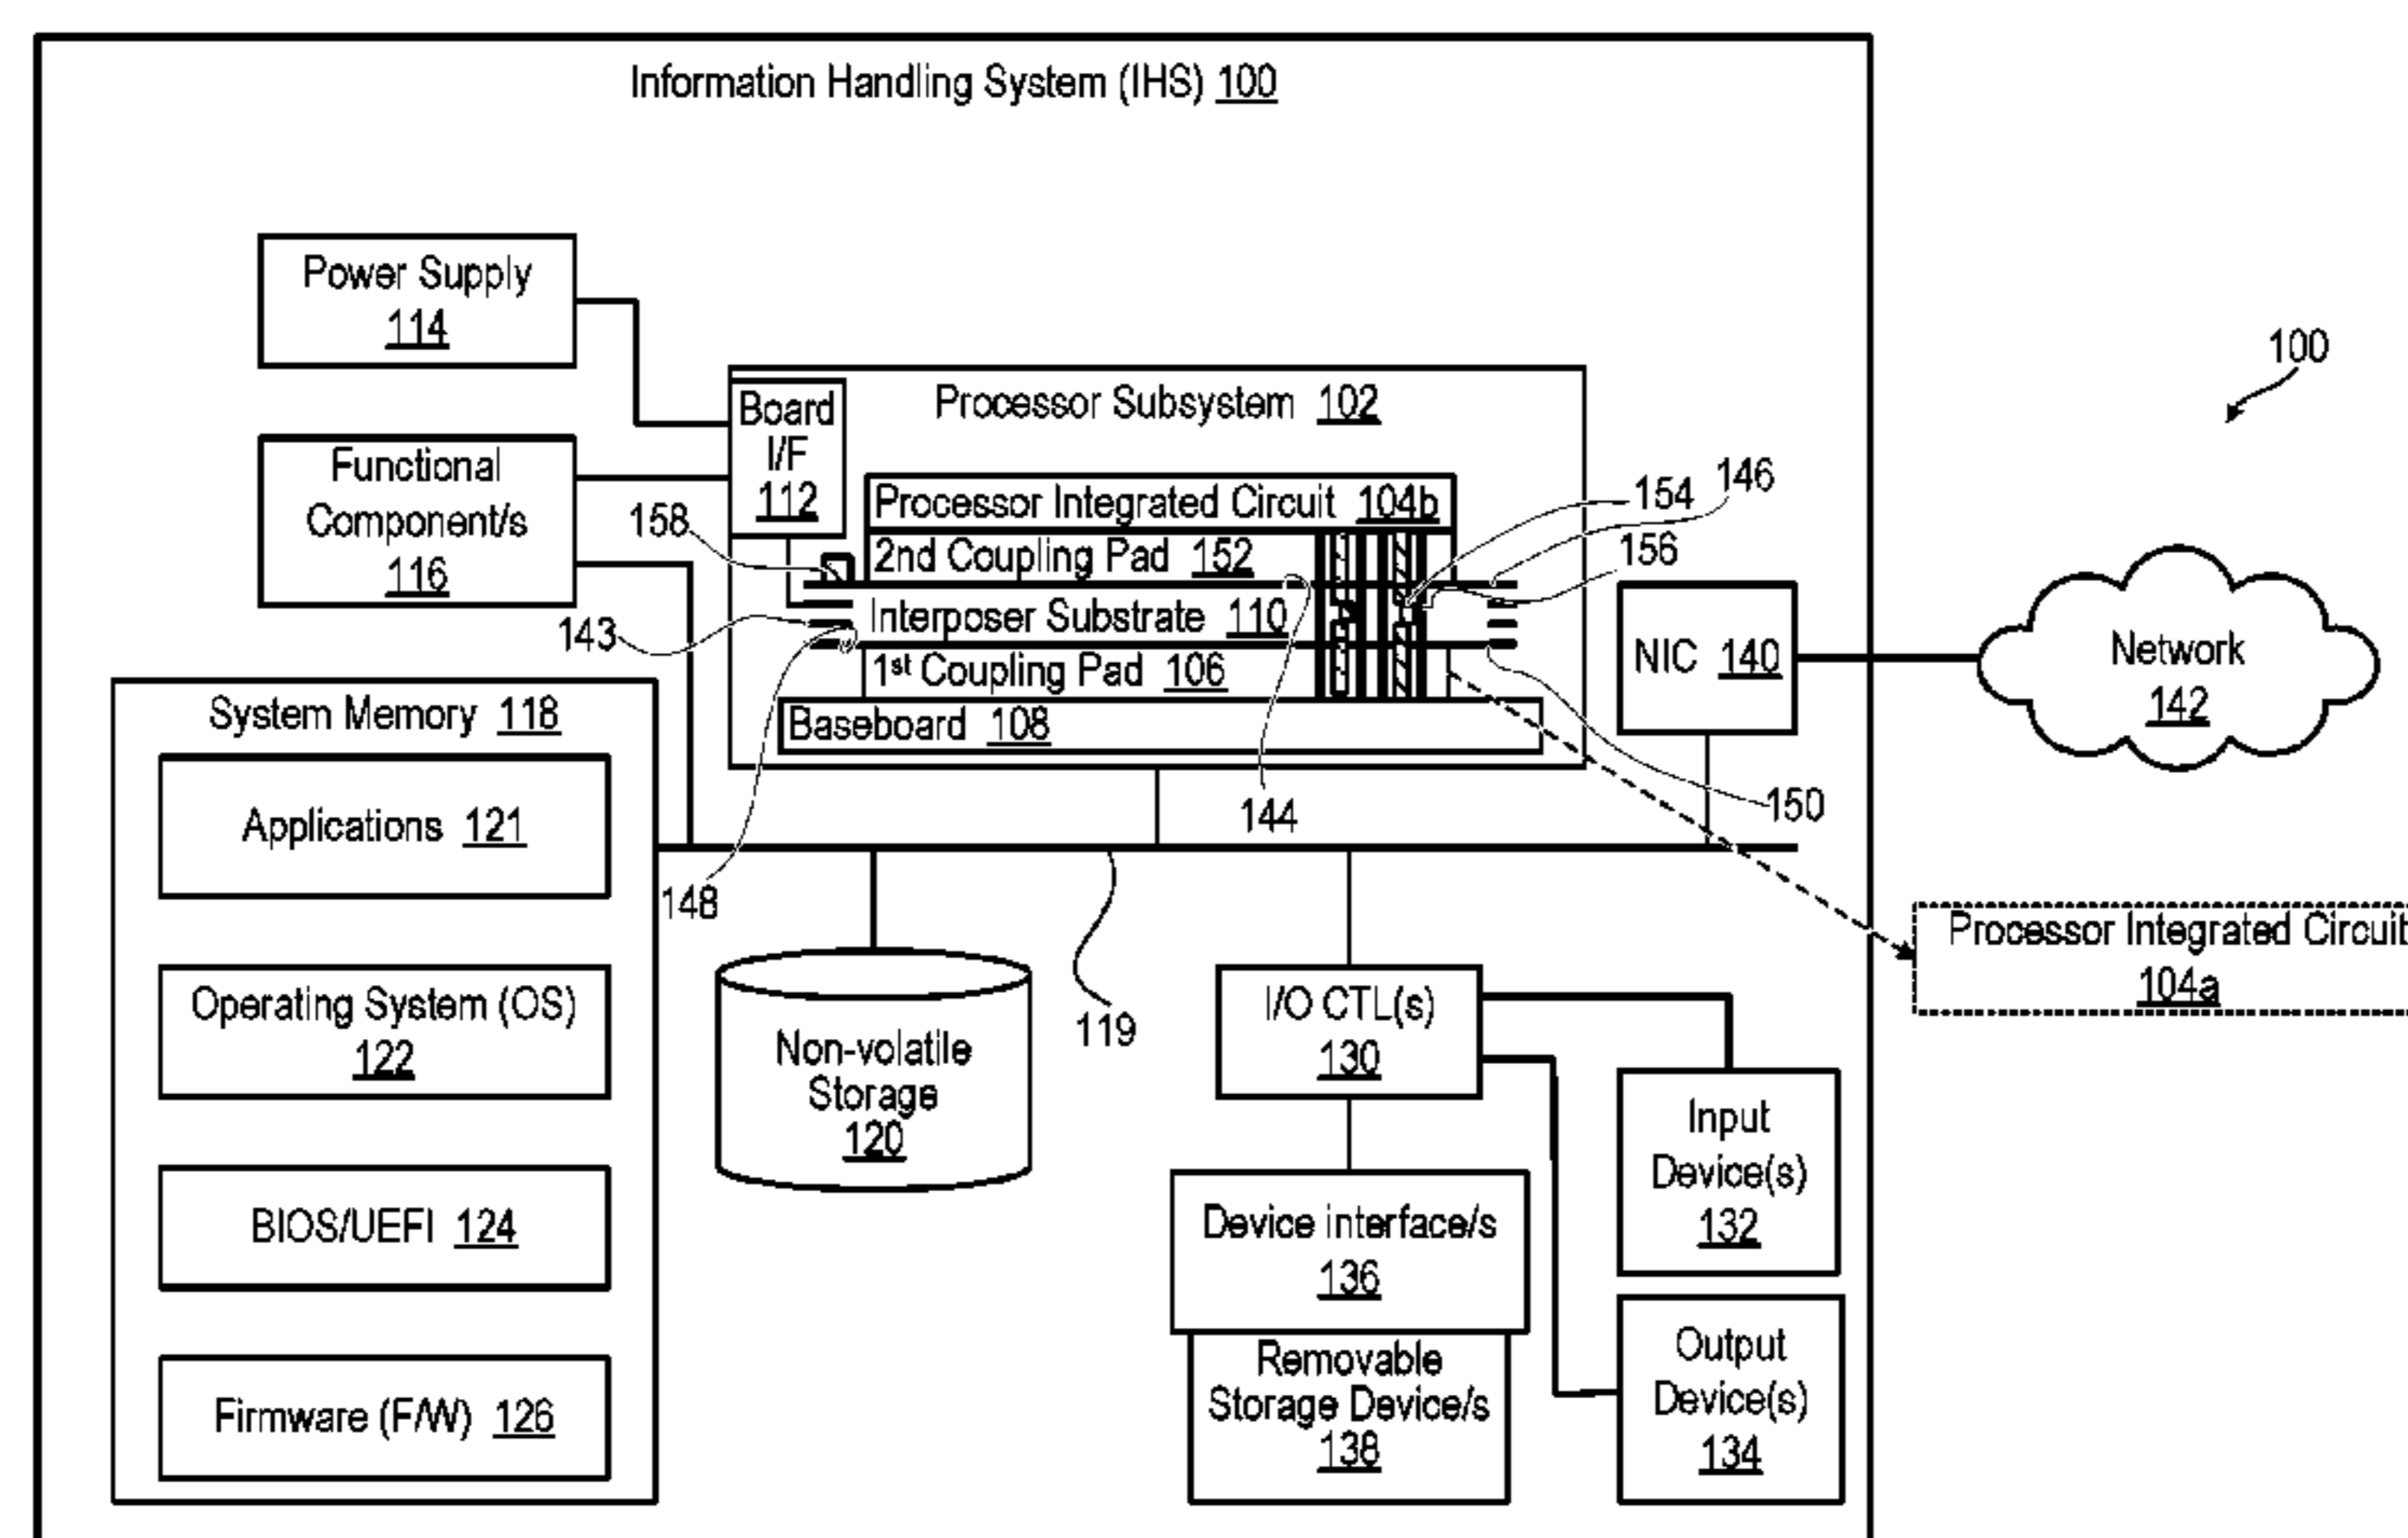 Information Handling System (IHS) 100
Power Supply
114
Functional
Component/s
116
Board
I/F
112
Processor Subsystem 102
Processor Integrated Circuit 104b
2nd Coupling Pad 152
Interposer Substrate 110
1st Coupling Pad 106
Baseboard 108
158
143
148
144
154
146
156
150
100
NIC 140
Network
142
Processor Integrated Circuit
104a
System Memory 118
Applications 121
Operating System (OS)
122
BIOS/UEFI 124
Firmware (F/W) 126
Non-volatile
Storage
120
119
I/O CTL(s)
130
Device interface/s
136
Removable
Storage Device/s
138
Input
Device(s)
132
Output
Device(s)
134